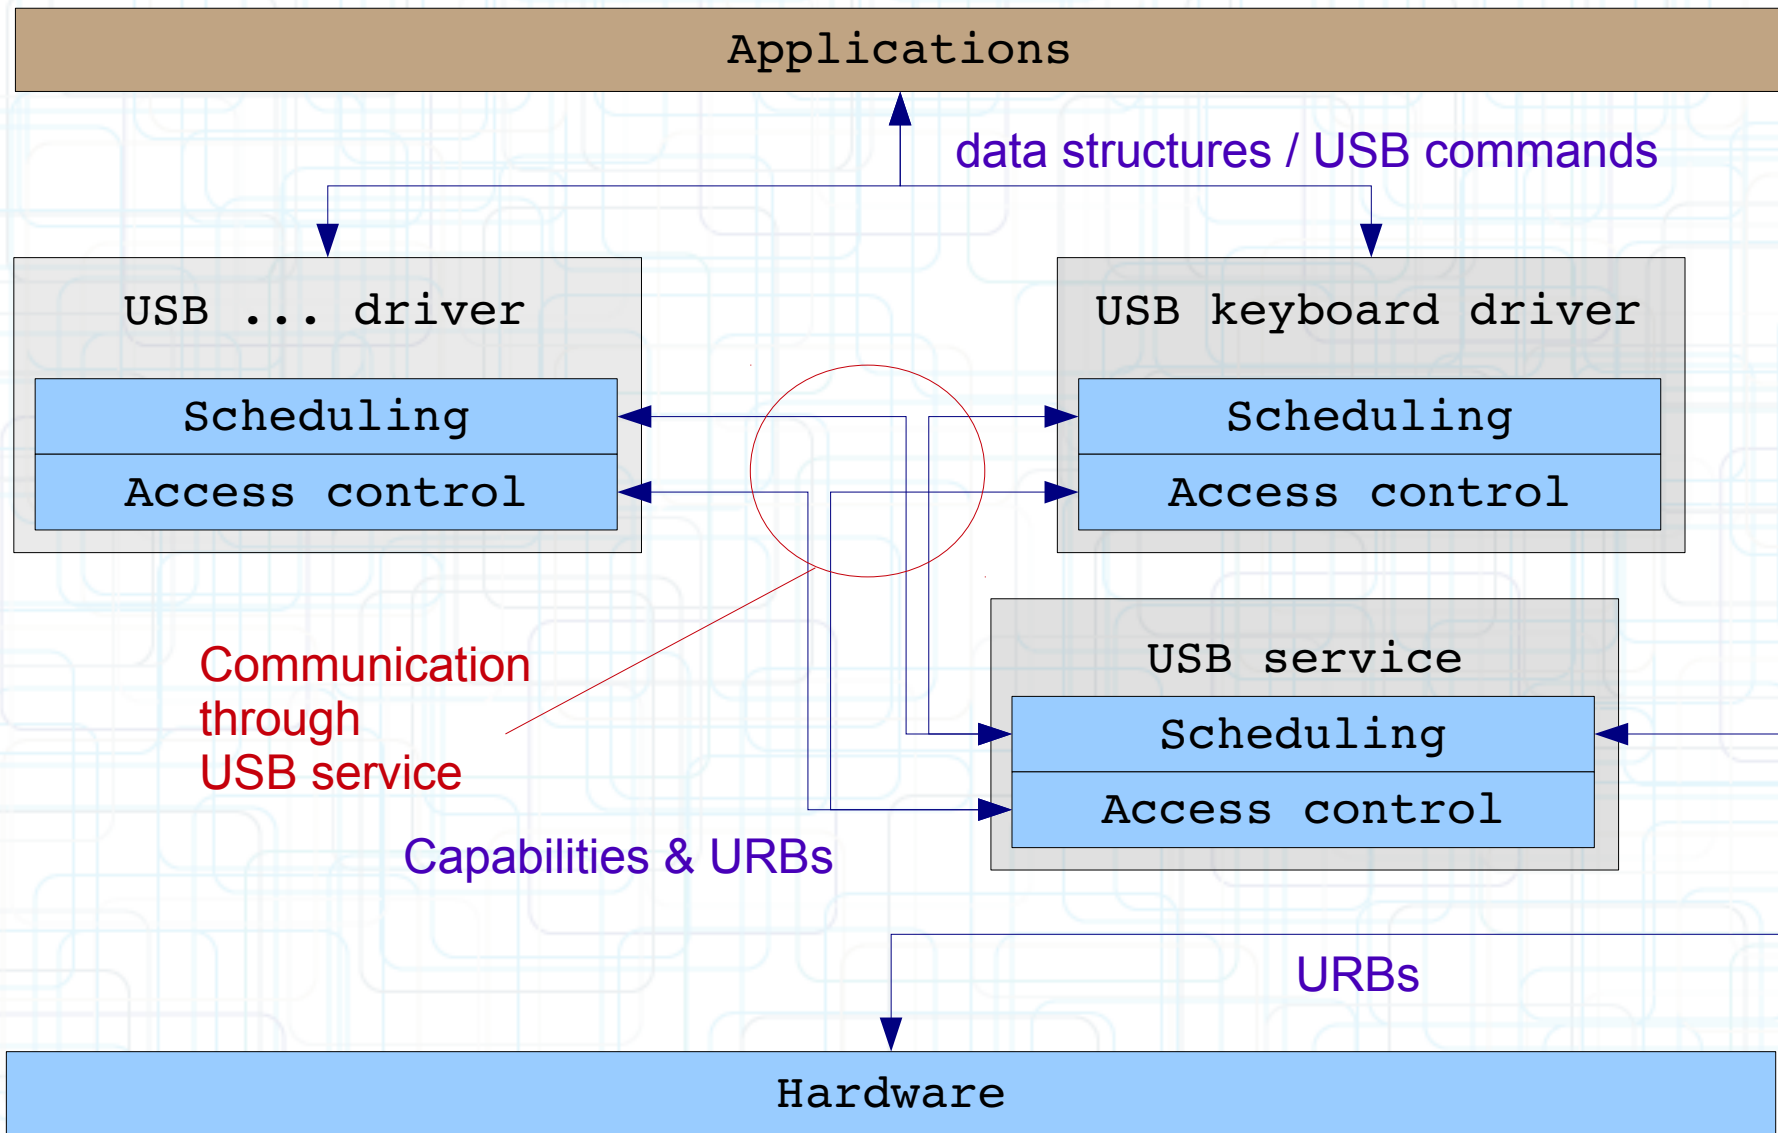 Applications
data structures / USB commands
USB ... driver
USB keyboard driver
Scheduling
Scheduling
Access control
Access control
Communication
through
USB service
USB service
Scheduling
Access control
Capabilities & URBs
URBs
Hardware